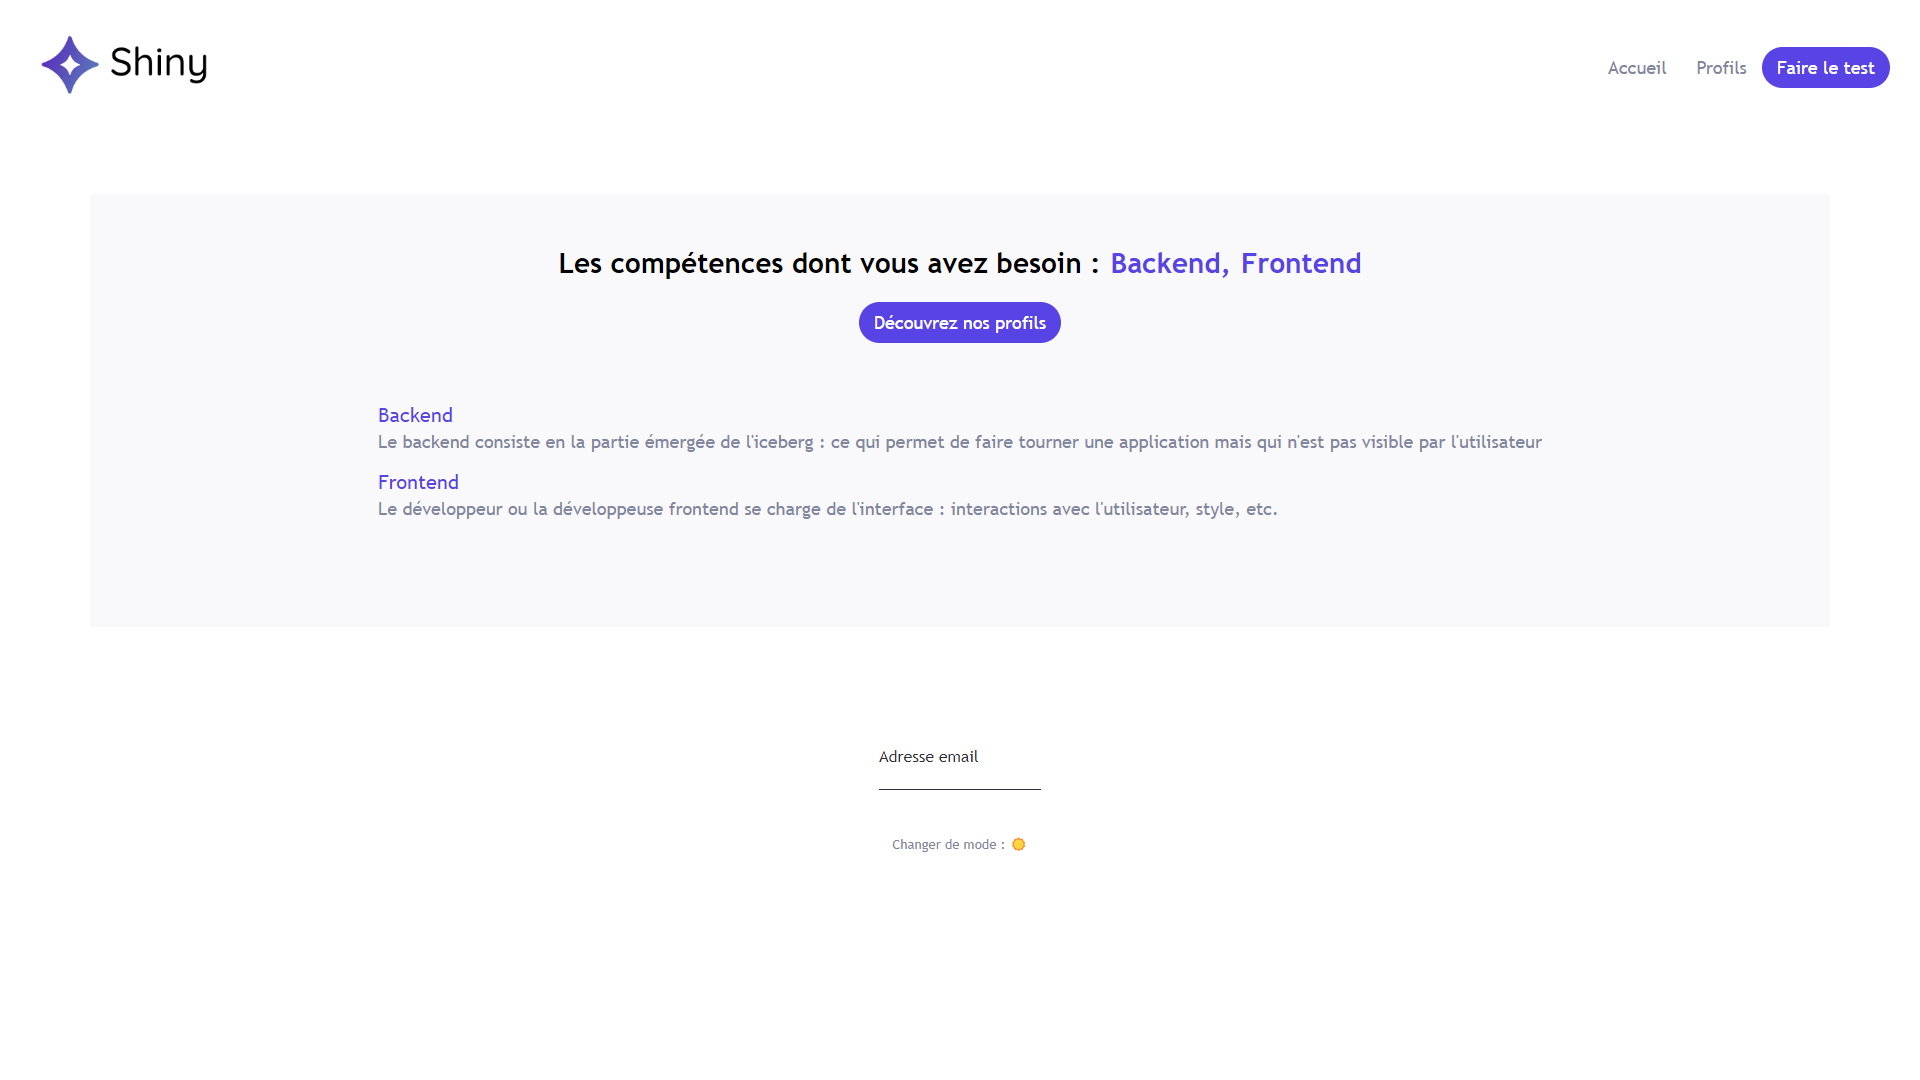 Shiny
Accueil
Profils
Faire le test
Les compétences dont vous avez besoin : Backend, Frontend
Découvrez nos profils
Backend
Le backend consiste en la partie émergée de l'iceberg : ce qui permet de faire tourner une application mais qui n'est pas visible par l'utilisateur
Frontend
Le développeur ou la développeuse frontend se charge de l'interface : interactions avec l'utilisateur, style, etc.
Adresse email
Changer de mode : ☀️